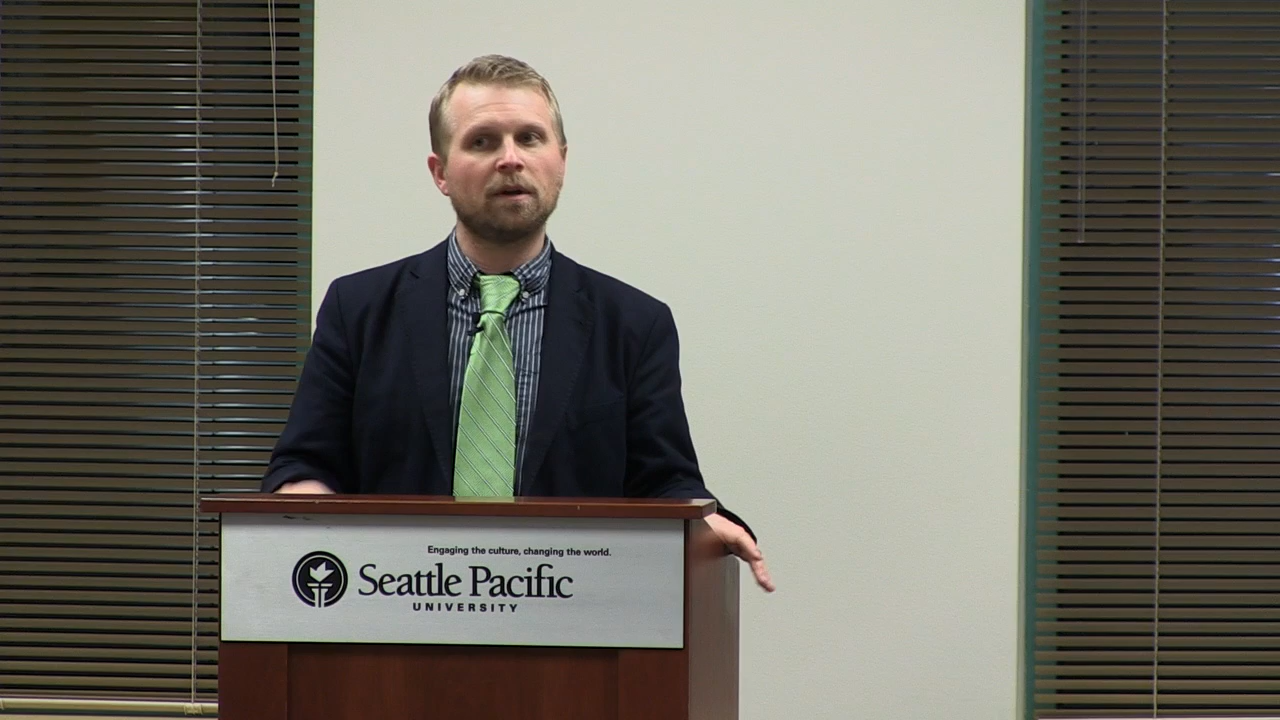 Engaging the culture, changing the world.
Seattle Pacific
UNIVERSITY